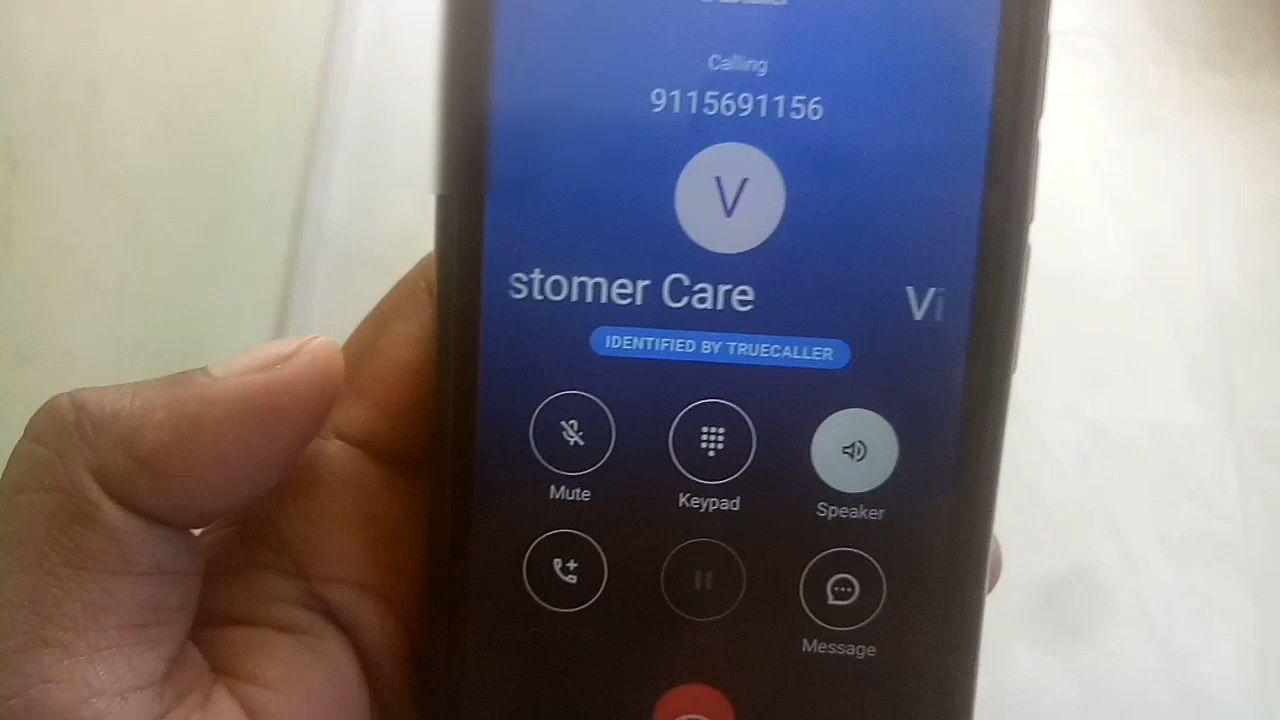 Calling
9115691156
V
stomer Care Vi
IDENTIFIED BY TRUECALLER
Mute Keypad Speaker
Message